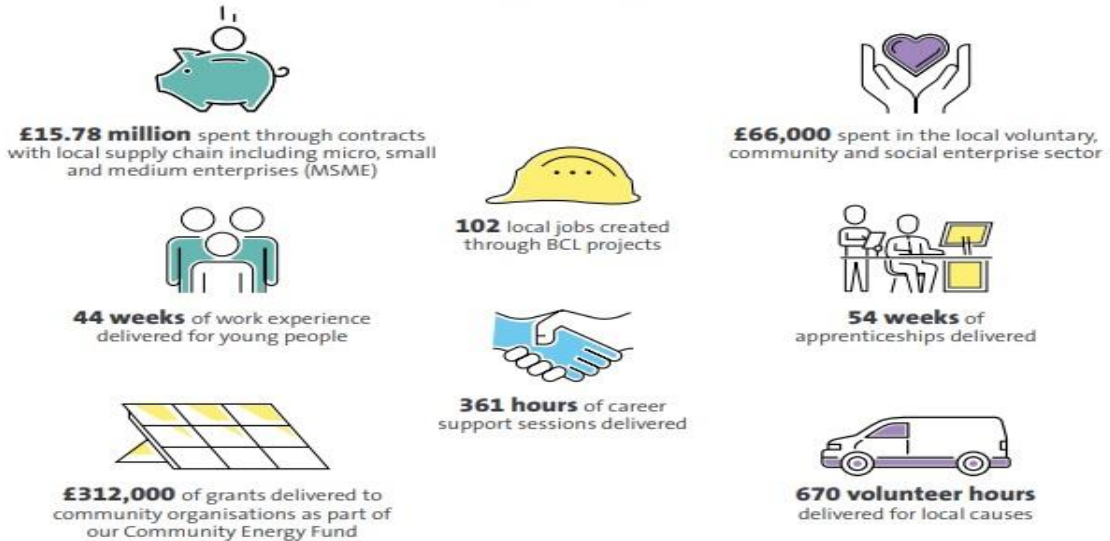 £15.78 million spent through contracts
with local supply chain including micro, small
and medium enterprises (MSME)
£66,000 spent in the local voluntary,
community and social enterprise sector
102 local jobs created
through BCL projects
44 weeks of work experience
delivered for young people
54 weeks of
apprenticeships delivered
361 hours of career
support sessions delivered
£312,000 of grants delivered to
community organisations as part of
our Community Energy Fund
670 volunteer hours
delivered for local causes